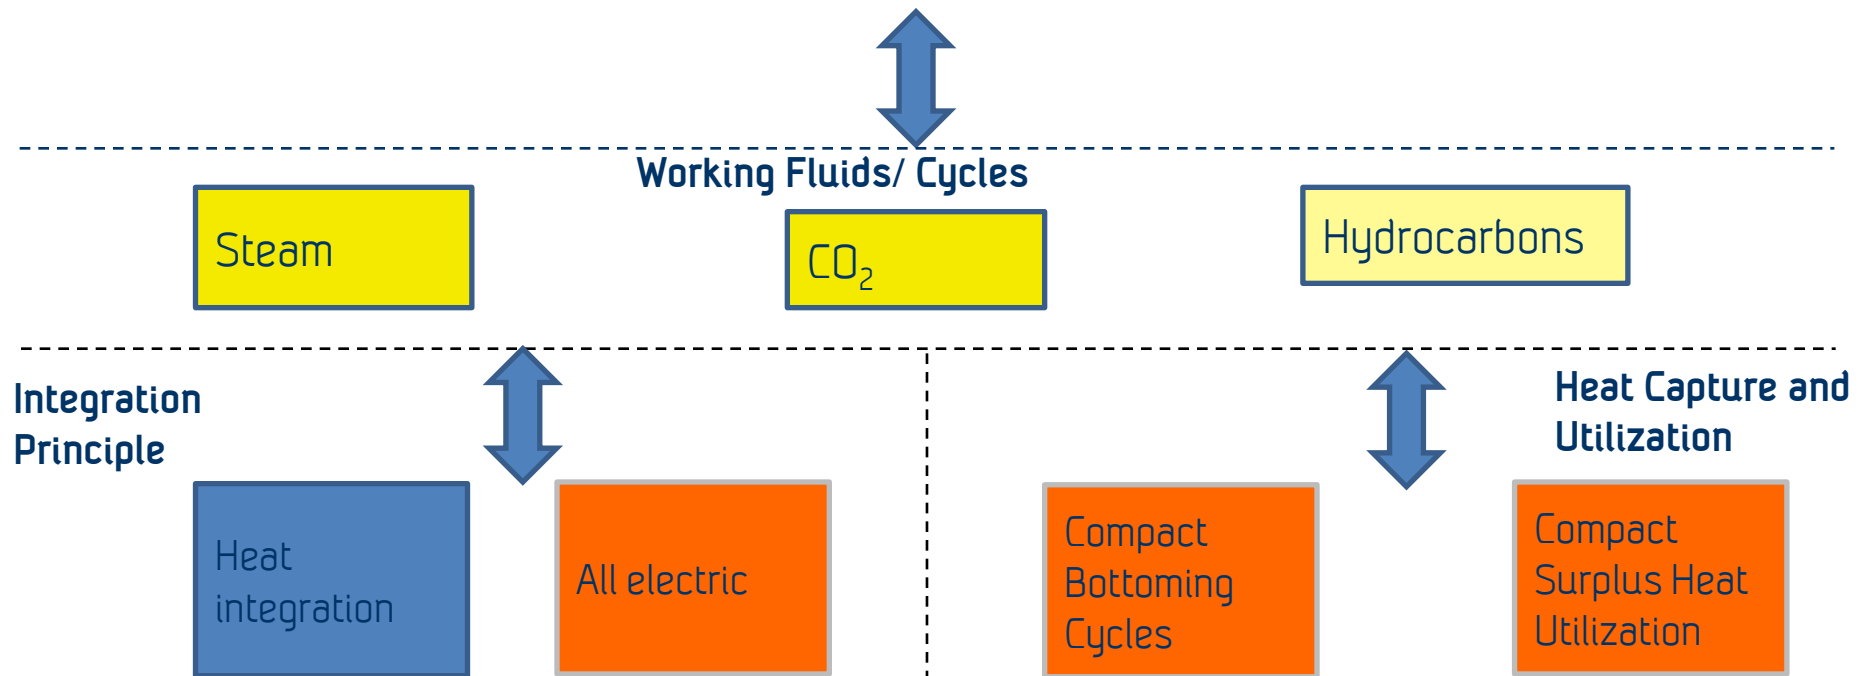 Working Fluids/ Cycles
Steam
CO₂
Hydrocarbons
Integration
Principle
Heat Capture and
Utilization
Heat
integration
All electric
Compact
Bottoming
Cycles
Compact
Surplus Heat
Utilization